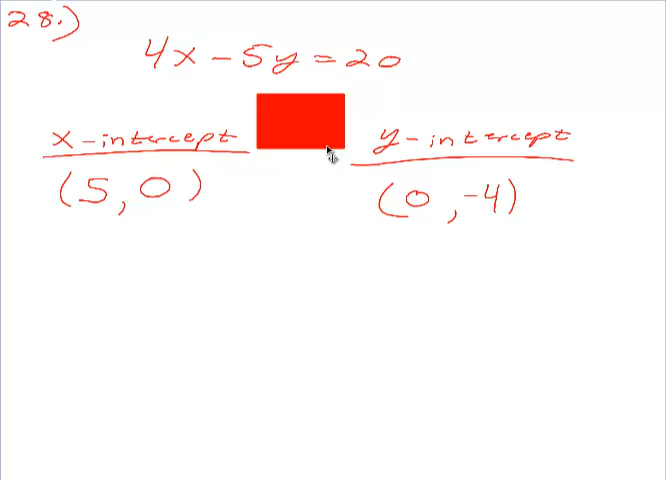 28.)
4x - 5y = 20
x-intercept y-intercept
(5, 0) (0, -4)